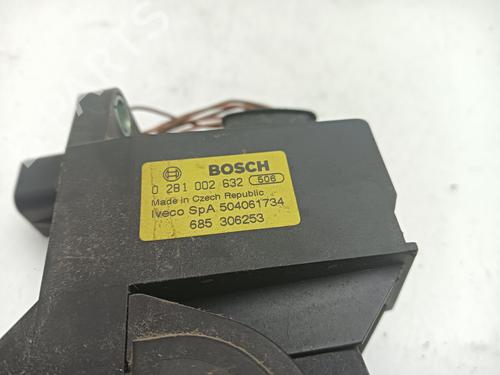 BOSCH
0 281 002 632 506
Made in Czech Republic
Iveco SpA 504061734
685 306253